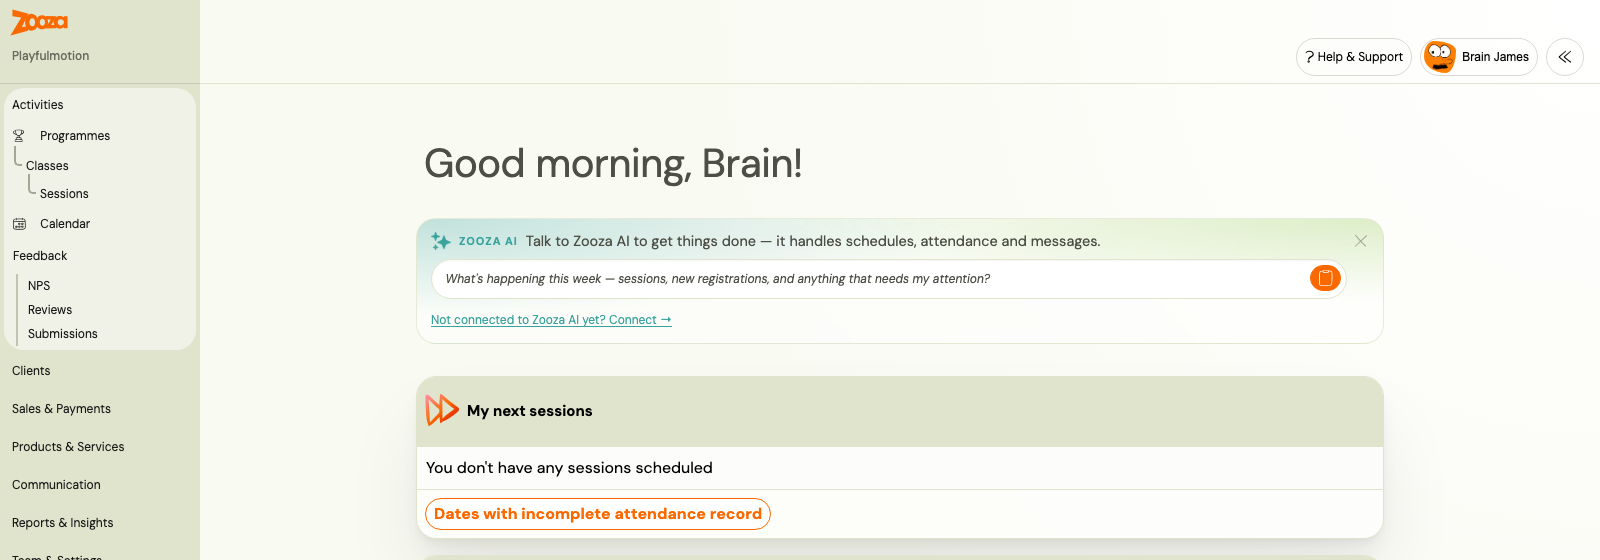 Zooza
Playfulmotion
? Help & Support
Brain James
Activities
Programmes
Classes
Sessions
Calendar
Feedback
NPS
Reviews
Submissions
Clients
Sales & Payments
Products & Services
Communication
Reports & Insights
Team & Settings
Good morning, Brain!
ZOOZA AI Talk to Zooza AI to get things done — it handles schedules, attendance and messages.
What's happening this week — sessions, new registrations, and anything that needs my attention?
Not connected to Zooza AI yet? Connect →
My next sessions
You don't have any sessions scheduled
Dates with incomplete attendance record